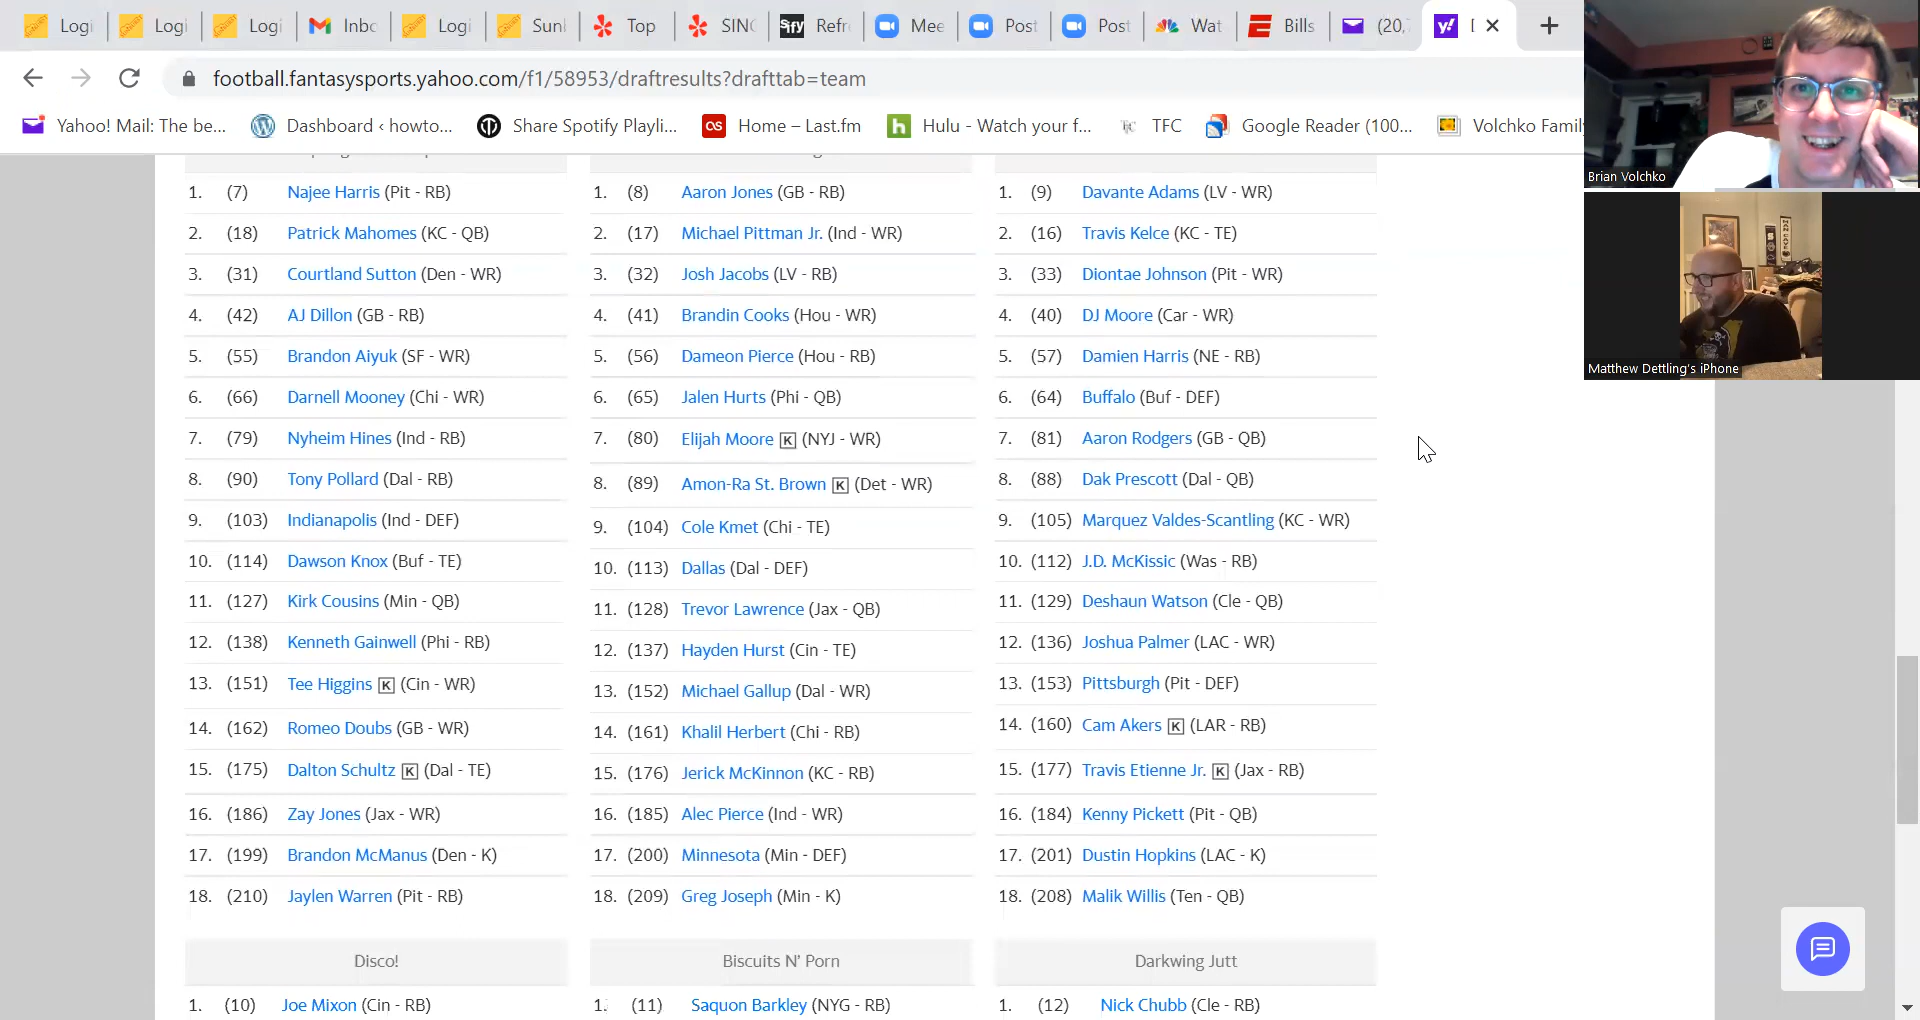 Logi Logi Logi Inbo Logi Sunl Top SINC Refr Mee Post Post Wat Bills (20,
football.fantasysports.yahoo.com/f1/58953/draftresults?drafttab=team
Yahoo! Mail: The be... Dashboard ‹ howto... Share Spotify Playli... Home – Last.fm Hulu - Watch your f... TFC Google Reader (100... Volchko Family
Brian Volchko
Matthew Dettling's iPhone
1. (7) Najee Harris (Pit - RB)
2. (18) Patrick Mahomes (KC - QB)
3. (31) Courtland Sutton (Den - WR)
4. (42) AJ Dillon (GB - RB)
5. (55) Brandon Aiyuk (SF - WR)
6. (66) Darnell Mooney (Chi - WR)
7. (79) Nyheim Hines (Ind - RB)
8. (90) Tony Pollard (Dal - RB)
9. (103) Indianapolis (Ind - DEF)
10. (114) Dawson Knox (Buf - TE)
11. (127) Kirk Cousins (Min - QB)
12. (138) Kenneth Gainwell (Phi - RB)
13. (151) Tee Higgins K (Cin - WR)
14. (162) Romeo Doubs (GB - WR)
15. (175) Dalton Schultz K (Dal - TE)
16. (186) Zay Jones (Jax - WR)
17. (199) Brandon McManus (Den - K)
18. (210) Jaylen Warren (Pit - RB)
1. (8) Aaron Jones (GB - RB)
2. (17) Michael Pittman Jr. (Ind - WR)
3. (32) Josh Jacobs (LV - RB)
4. (41) Brandin Cooks (Hou - WR)
5. (56) Dameon Pierce (Hou - RB)
6. (65) Jalen Hurts (Phi - QB)
7. (80) Elijah Moore K (NYJ - WR)
8. (89) Amon-Ra St. Brown K (Det - WR)
9. (104) Cole Kmet (Chi - TE)
10. (113) Dallas (Dal - DEF)
11. (128) Trevor Lawrence (Jax - QB)
12. (137) Hayden Hurst (Cin - TE)
13. (152) Michael Gallup (Dal - WR)
14. (161) Khalil Herbert (Chi - RB)
15. (176) Jerick McKinnon (KC - RB)
16. (185) Alec Pierce (Ind - WR)
17. (200) Minnesota (Min - DEF)
18. (209) Greg Joseph (Min - K)
1. (9) Davante Adams (LV - WR)
2. (16) Travis Kelce (KC - TE)
3. (33) Diontae Johnson (Pit - WR)
4. (40) DJ Moore (Car - WR)
5. (57) Damien Harris (NE - RB)
6. (64) Buffalo (Buf - DEF)
7. (81) Aaron Rodgers (GB - QB)
8. (88) Dak Prescott (Dal - QB)
9. (105) Marquez Valdes-Scantling (KC - WR)
10. (112) J.D. McKissic (Was - RB)
11. (129) Deshaun Watson (Cle - QB)
12. (136) Joshua Palmer (LAC - WR)
13. (153) Pittsburgh (Pit - DEF)
14. (160) Cam Akers K (LAR - RB)
15. (177) Travis Etienne Jr. K (Jax - RB)
16. (184) Kenny Pickett (Pit - QB)
17. (201) Dustin Hopkins (LAC - K)
18. (208) Malik Willis (Ten - QB)
Disco! Biscuits N' Porn Darkwing Jutt
1. (10) Joe Mixon (Cin - RB) 1. (11) Saquon Barkley (NYG - RB) 1. (12) Nick Chubb (Cle - RB)